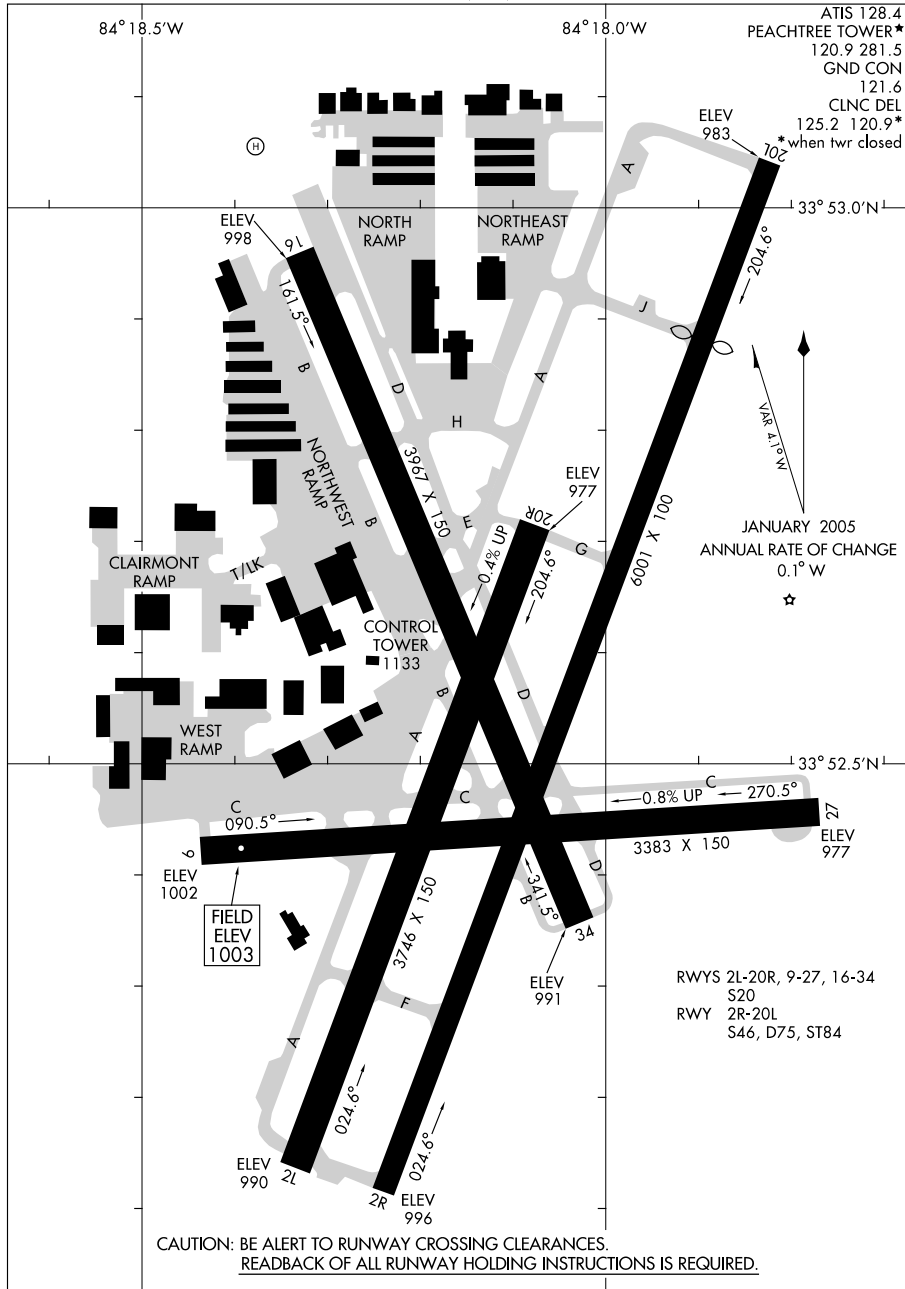 ATIS 128.4
84° 18.5'W
84° 18.0'W
PEACHTREE TOWER★
120.9 281.5
GND CON
121.6
CLNC DEL
125.2 120.9*
* when twr closed
ELEV
983
20L
A
H
33° 53.0'N
ELEV
998
16
NORTH
RAMP
NORTHEAST
RAMP
204.6°
161.5°
J
B
D
A
H
VAR 4.1° W
3967 X 150
NORTHWEST
RAMP
ELEV
977
B
E
20R
6001 X 100
JANUARY 2005
ANNUAL RATE OF CHANGE
0.1° W
0.4% UP
G
CLAIRMONT
RAMP
T/LK
204.6°
CONTROL
TOWER
1133
B
D
A
WEST
RAMP
33° 52.5'N
C
090.5°
C
0.8% UP
C
270.5°
27
9
ELEV
1002
3383 X 150
ELEV
977
D
341.5°
B
FIELD
ELEV
1003
3746 X 150
34
ELEV
991
RWYS 2L-20R, 9-27, 16-34
S20
RWY 2R-20L
S46, D75, ST84
F
A
024.6°
024.6°
ELEV
990
2L
2R
ELEV
996
CAUTION: BE ALERT TO RUNWAY CROSSING CLEARANCES.
READBACK OF ALL RUNWAY HOLDING INSTRUCTIONS IS REQUIRED.